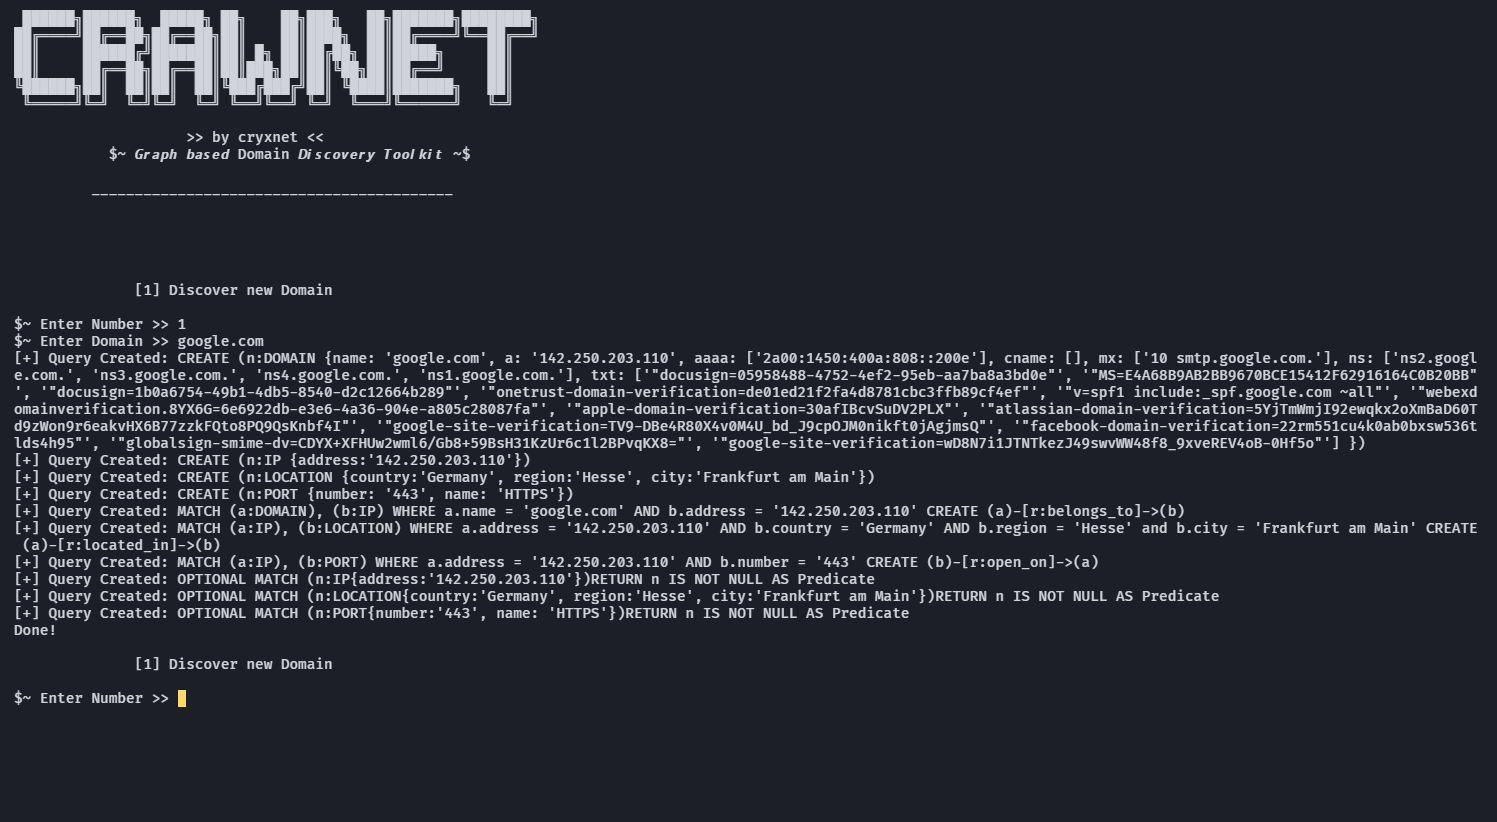 CRAWLNET
>> by cryxnet <<
$~ Graph based Domain Discovery Toolkit ~$
__________________________________________
[1] Discover new Domain
$~ Enter Number >> 1
$~ Enter Domain >> google.com
[+] Query Created: CREATE (n:DOMAIN {name: 'google.com', a: '142.250.203.110', aaaa: ['2a00:1450:400a:808::200e'], cname: [], mx: ['10 smtp.google.com.'], ns: ['ns2.googl
e.com.', 'ns3.google.com.', 'ns4.google.com.', 'ns1.google.com.'], txt: ['"docusign=05958488-4752-4ef2-95eb-aa7ba8a3bd0e"', '"MS=E4A68B9AB2BB9670BCE15412F62916164C0B20BB"
', '"docusign=1b0a6754-49b1-4db5-8540-d2c12664b289"', '"onetrust-domain-verification=de01ed21f2fa4d8781cbc3ffb89cf4ef"', '"v=spf1 include:_spf.google.com ~all"', '"webexd
omainverification.8YX6G=6e6922db-e3e6-4a36-904e-a805c28087fa"', '"apple-domain-verification=30afIBcvSuDV2PLX"', '"atlassian-domain-verification=5YjTmWmjI92ewqkx2oXmBaD60T
d9zWon9r6eakvHX6B77zzkFQto8PQ9QsKnbf4I"', '"google-site-verification=TV9-DBe4R80X4v0M4U_bd_J9cpOJM0nikft0jAgjmsQ"', '"facebook-domain-verification=22rm551cu4k0ab0bxsw536t
lds4h95"', '"globalsign-smime-dv=CDYX+XFHUw2wml6/Gb8+59BsH31KzUr6c1l2BPvqKX8="', '"google-site-verification=wD8N7i1JTNTkezJ49swvWW48f8_9xveREV4oB-0Hf5o"'] })
[+] Query Created: CREATE (n:IP {address:'142.250.203.110'})
[+] Query Created: CREATE (n:LOCATION {country:'Germany', region:'Hesse', city:'Frankfurt am Main'})
[+] Query Created: CREATE (n:PORT {number: '443', name: 'HTTPS'})
[+] Query Created: MATCH (a:DOMAIN), (b:IP) WHERE a.name = 'google.com' AND b.address = '142.250.203.110' CREATE (a)-[r:belongs_to]->(b)
[+] Query Created: MATCH (a:IP), (b:LOCATION) WHERE a.address = '142.250.203.110' AND b.country = 'Germany' AND b.region = 'Hesse' and b.city = 'Frankfurt am Main' CREATE
(a)-[r:located_in]->(b)
[+] Query Created: MATCH (a:IP), (b:PORT) WHERE a.address = '142.250.203.110' AND b.number = '443' CREATE (b)-[r:open_on]->(a)
[+] Query Created: OPTIONAL MATCH (n:IP{address:'142.250.203.110'})RETURN n IS NOT NULL AS Predicate
[+] Query Created: OPTIONAL MATCH (n:LOCATION{country:'Germany', region:'Hesse', city:'Frankfurt am Main'})RETURN n IS NOT NULL AS Predicate
[+] Query Created: OPTIONAL MATCH (n:PORT{number:'443', name: 'HTTPS'})RETURN n IS NOT NULL AS Predicate
Done!
[1] Discover new Domain
$~ Enter Number >>